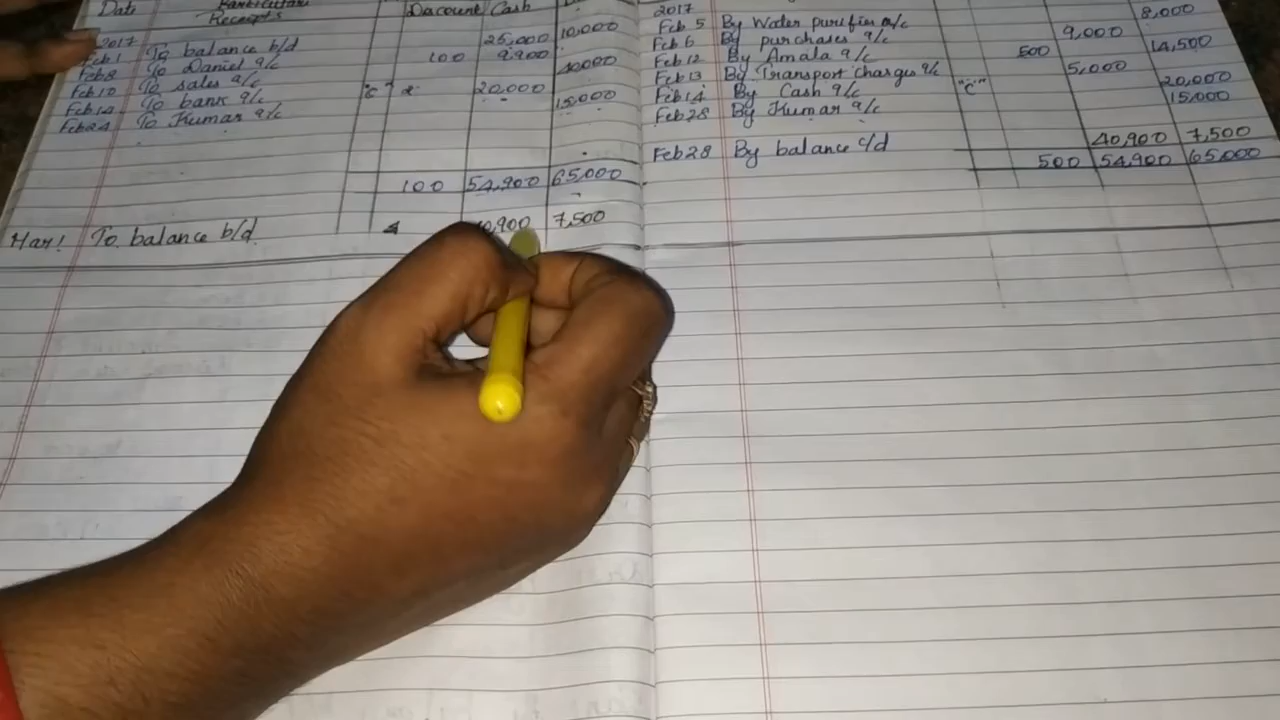 Date Particulars Discount Cash
Receipts
2017
Feb 1 To balance b/d 25,000 10,000
Feb 8 To Daniel a/c 100 9,900
Feb 10 To sales a/c 40,000
Feb 14 To bank a/c "C" 20,000
Feb 24 To Kumar a/c 15,000
100 54,900 65,000
Mar 1 To balance b/d 7,500
2017
Feb 5 By Water purifier a/c 8,000
Feb 6 By purchases a/c 9,000
Feb 12 By Amala a/c 500 14,500
Feb 13 By Transport Charges a/c 5,000
Feb 14 By Cash a/c "C" 20,000
Feb 28 By Kumar a/c 15,000
Feb 28 By balance c/d 40,900 7,500
500 54,900 65,000